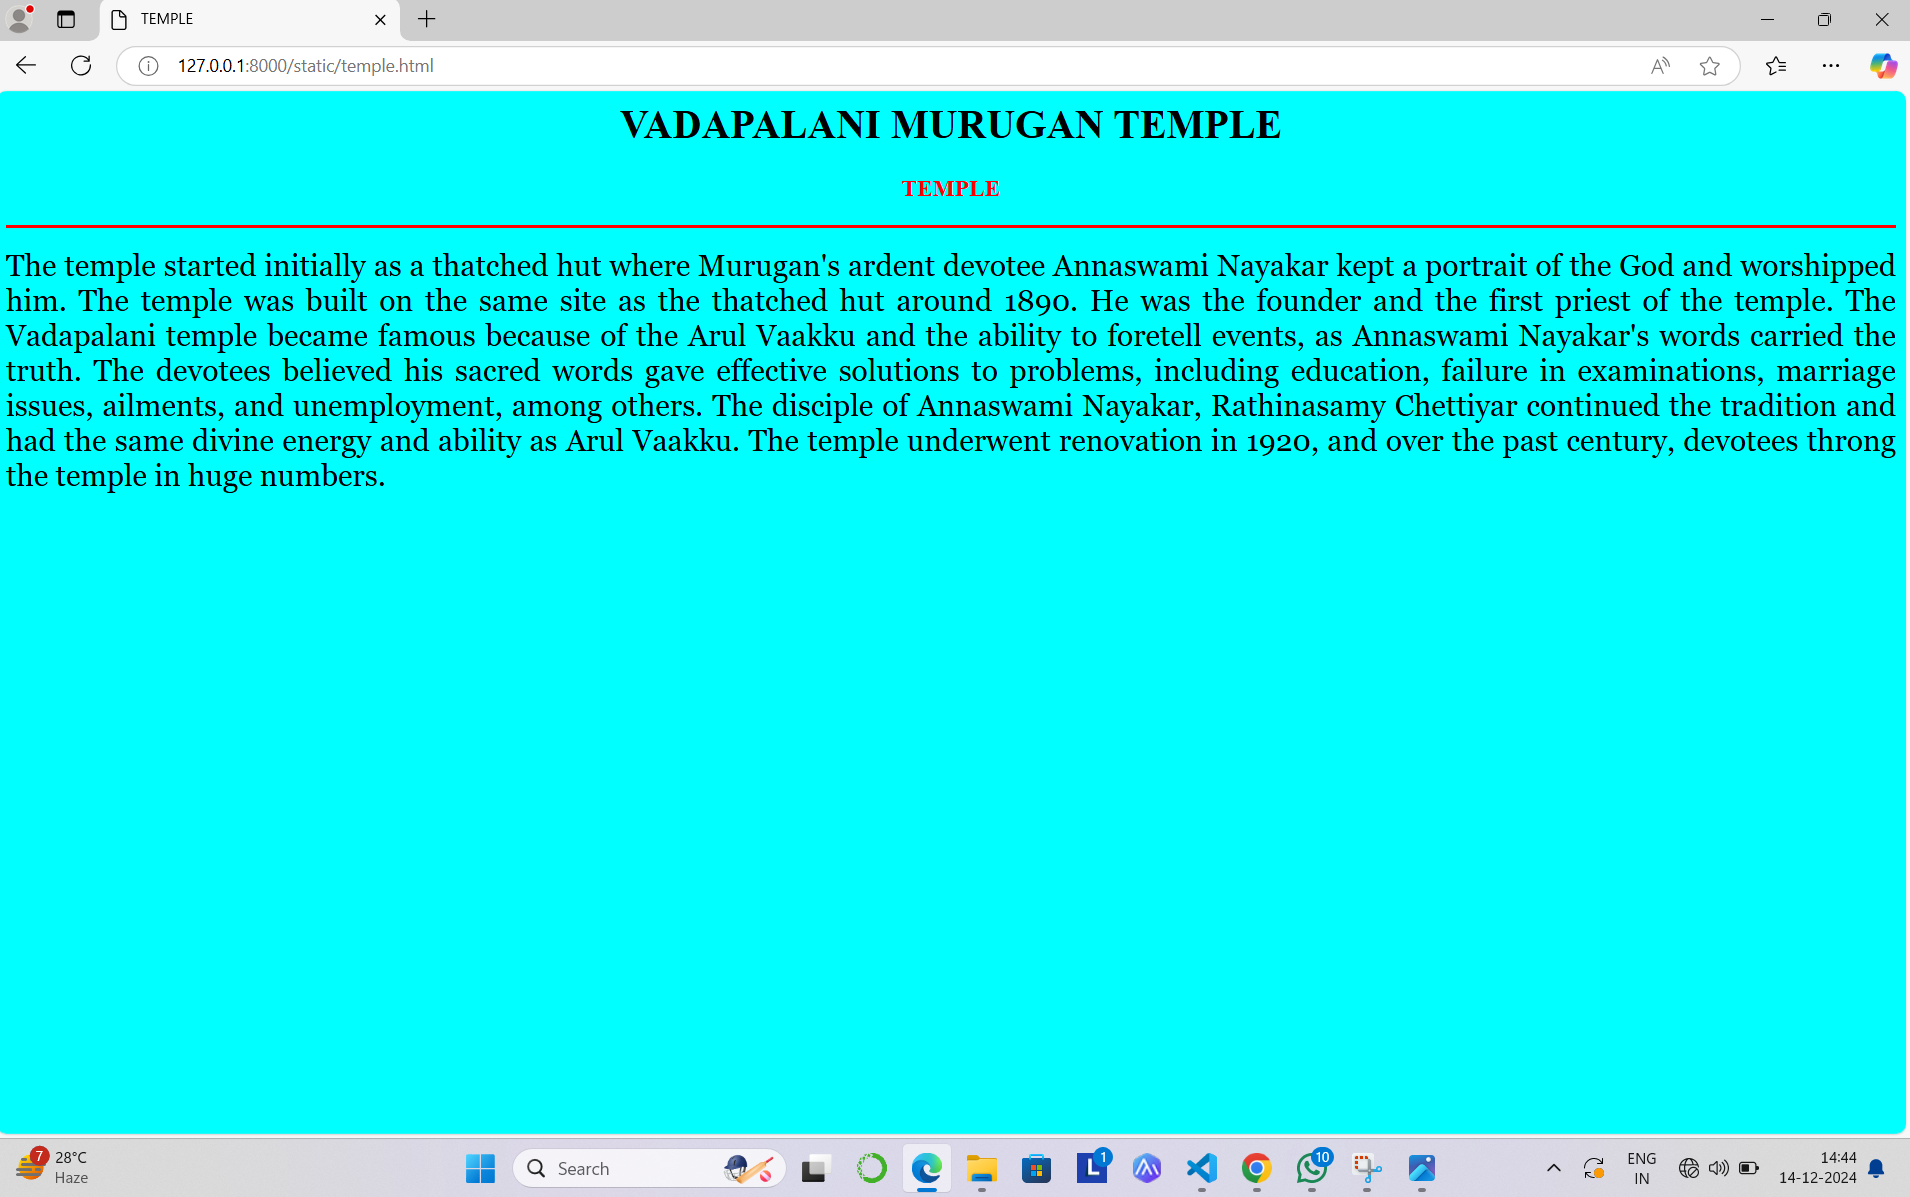 TEMPLE
127.0.0.1:8000/static/temple.html
VADAPALANI MURUGAN TEMPLE
TEMPLE
The temple started initially as a thatched hut where Murugan's ardent devotee Annaswami Nayakar kept a portrait of the God and worshipped
him. The temple was built on the same site as the thatched hut around 1890. He was the founder and the first priest of the temple. The
Vadapalani temple became famous because of the Arul Vaakku and the ability to foretell events, as Annaswami Nayakar's words carried the
truth. The devotees believed his sacred words gave effective solutions to problems, including education, failure in examinations, marriage
issues, ailments, and unemployment, among others. The disciple of Annaswami Nayakar, Rathinasamy Chettiyar continued the tradition and
had the same divine energy and ability as Arul Vaakku. The temple underwent renovation in 1920, and over the past century, devotees throng
the temple in huge numbers.
7
28°C
Haze
Search
L
1
10
ENG
IN
14:44
14-12-2024